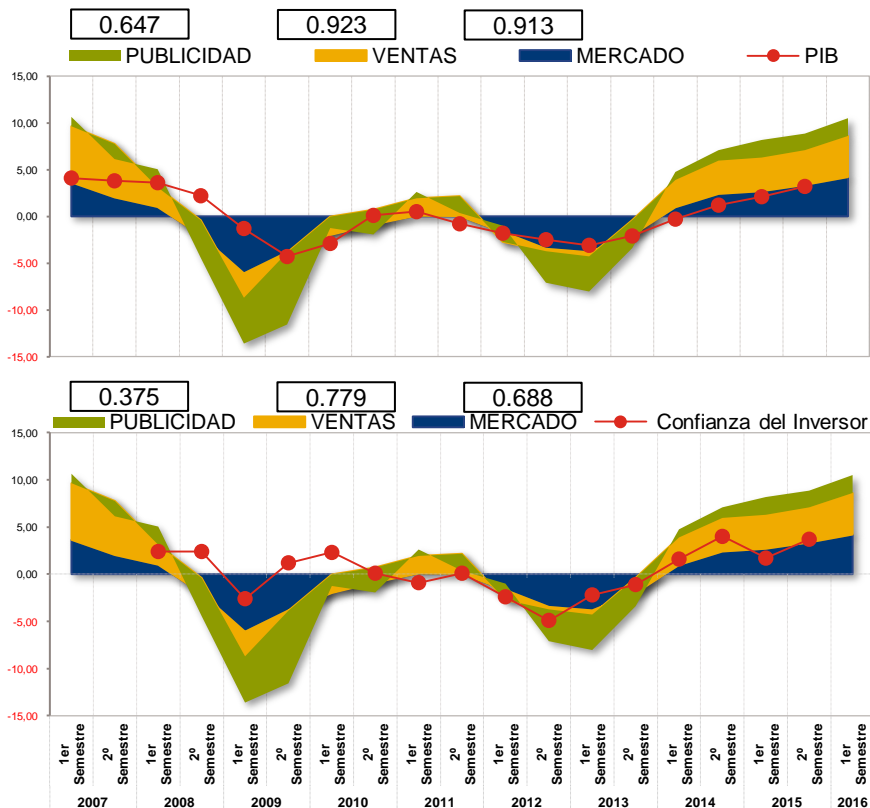 0.647 0.923 0.913
PUBLICIDAD VENTAS MERCADO PIB
15,00
10,00
5,00
0,00
-5,00
-10,00
-15,00
0.375 0.779 0.688
PUBLICIDAD VENTAS MERCADO Confianza del Inversor
15,00
10,00
5,00
0,00
-5,00
-10,00
-15,00
1er Semestre
2º Semestre
1er Semestre
2º Semestre
1er Semestre
2º Semestre
1er Semestre
2º Semestre
1er Semestre
2º Semestre
1er Semestre
2º Semestre
1er Semestre
2º Semestre
1er Semestre
2º Semestre
1er Semestre
2º Semestre
1er Semestre
2007 2008 2009 2010 2011 2012 2013 2014 2015 2016